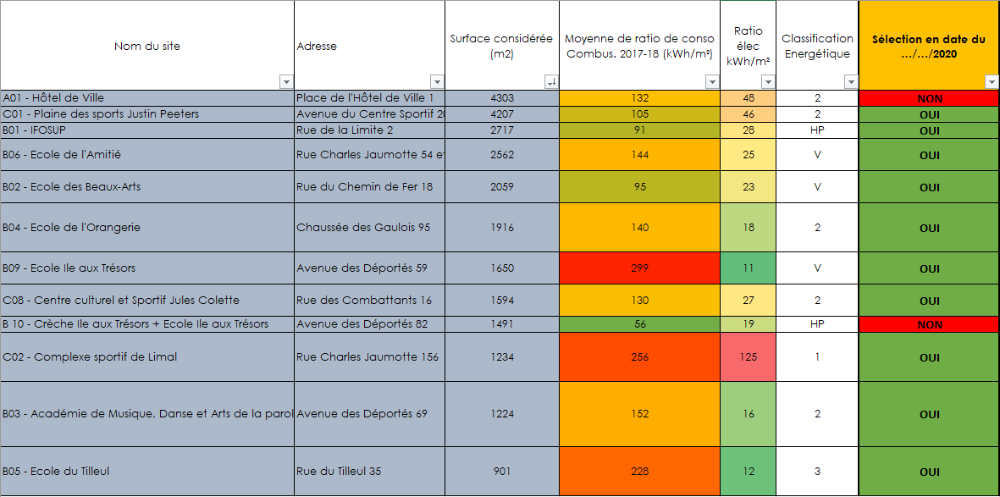 Nom du site Adresse Surface considérée (m2) Moyenne de ratio de conso Combus. 2017-18 (kWh/m²) Ratio élec kWh/m² Classification Energétique Sélection en date du .../.../2020
A01 - Hôtel de Ville Place de l'Hôtel de Ville 1 4303 132 48 2 NON
C01 - Plaine des sports Justin Peeters Avenue du Centre Sportif 4207 105 46 2 OUI
B01 - IFOSUP Rue de la Limite 2 2717 91 28 HP OUI
B06 - Ecole de l'Amitié Rue Charles Jaumotte 54 et 2562 144 25 V OUI
B02 - Ecole des Beaux-Arts Rue du Chemin de Fer 18 2059 95 23 V OUI
B04 - Ecole de l'Orangerie Chaussée des Gaulois 95 1916 140 18 2 OUI
B09 - Ecole Ile aux Trésors Avenue des Déportés 59 1650 299 11 V OUI
C08 - Centre culturel et Sportif Jules Colette Rue des Combattants 16 1594 130 27 2 OUI
B 10 - Crèche Ile aux Trésors + Ecole Ile aux Trésors Avenue des Déportés 82 1491 56 19 HP NON
C02 - Complexe sportif de Limal Rue Charles Jaumotte 156 1234 256 125 1 OUI
B03 - Académie de Musique, Danse et Arts de la parol Avenue des Déportés 69 1224 152 16 2 OUI
B05 - Ecole du Tilleul Rue du Tilleul 35 901 228 12 3 OUI